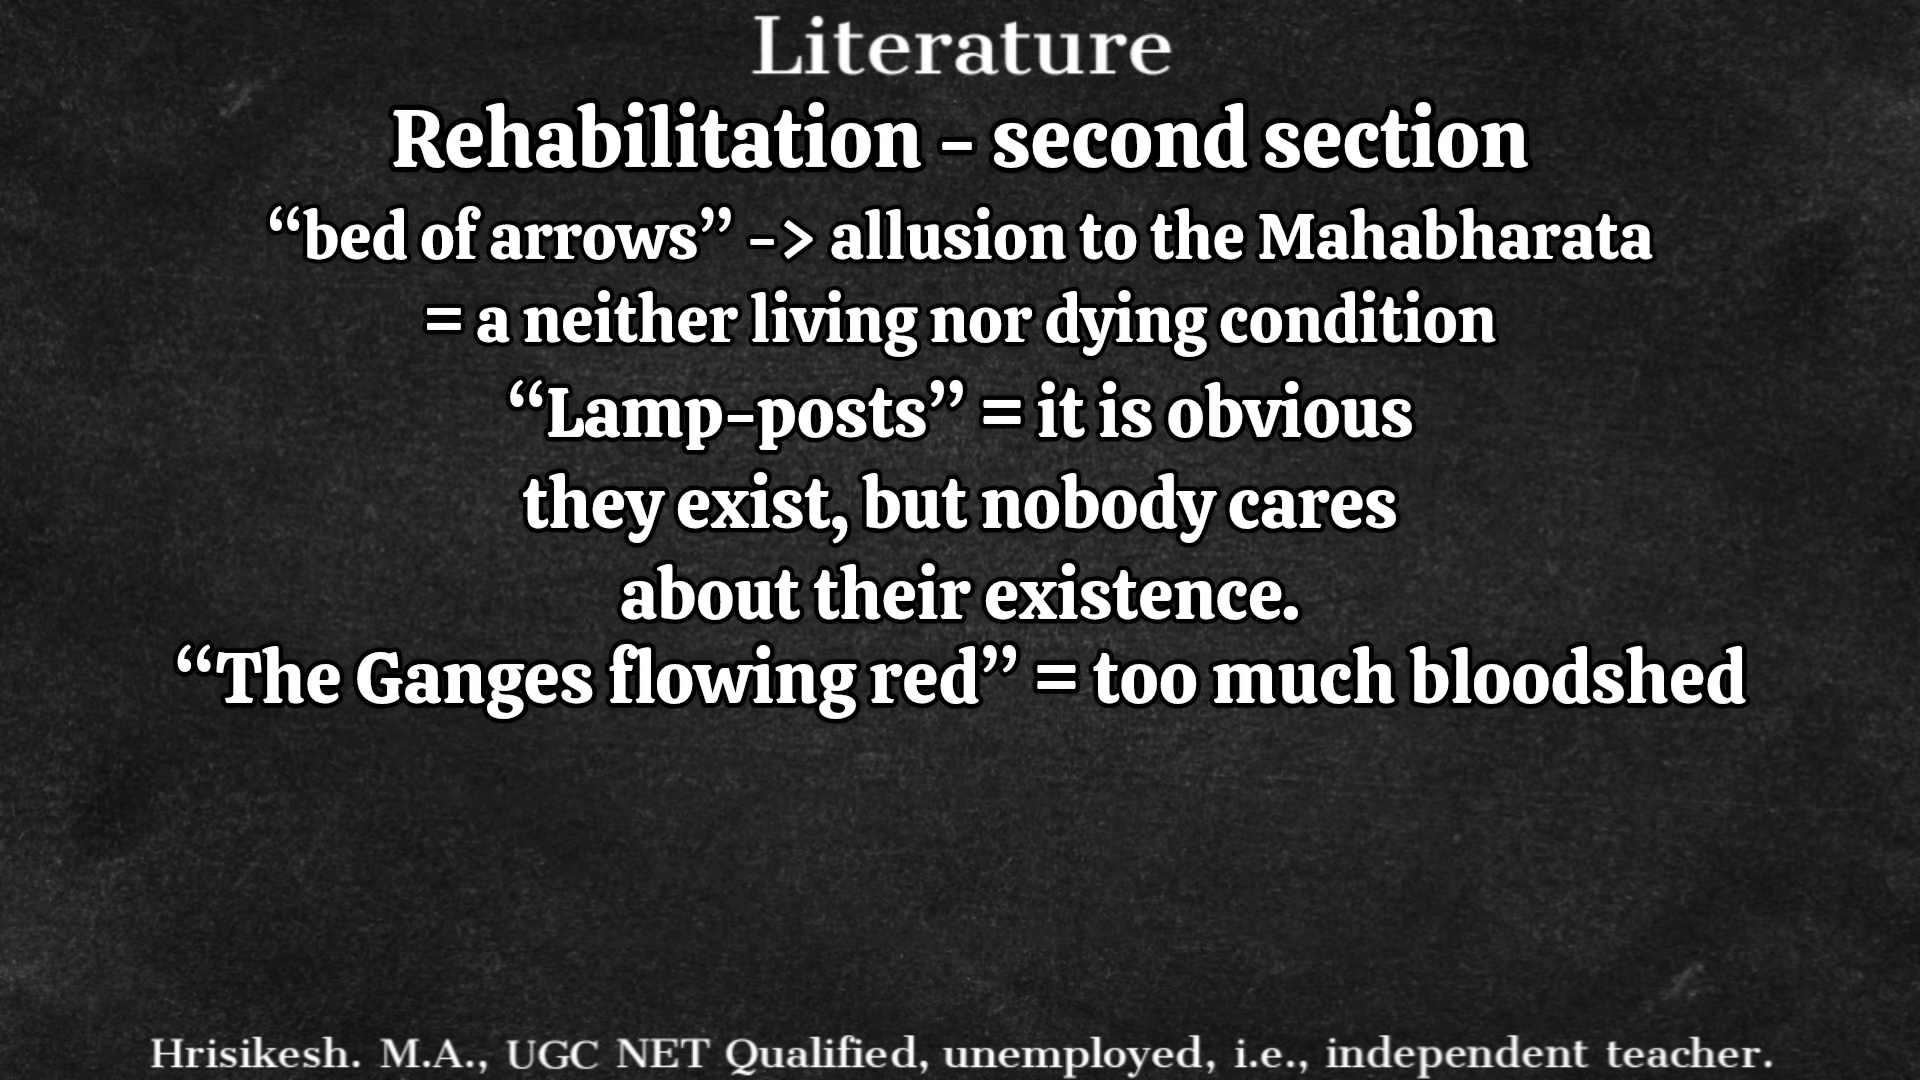 Literature
Rehabilitation - second section
“bed of arrows” -> allusion to the Mahabharata
= a neither living nor dying condition
“Lamp-posts” = it is obvious
they exist, but nobody cares
about their existence.
“The Ganges flowing red” = too much bloodshed
Hrisikesh. M.A., UGC NET Qualified, unemployed, i.e., independent teacher.